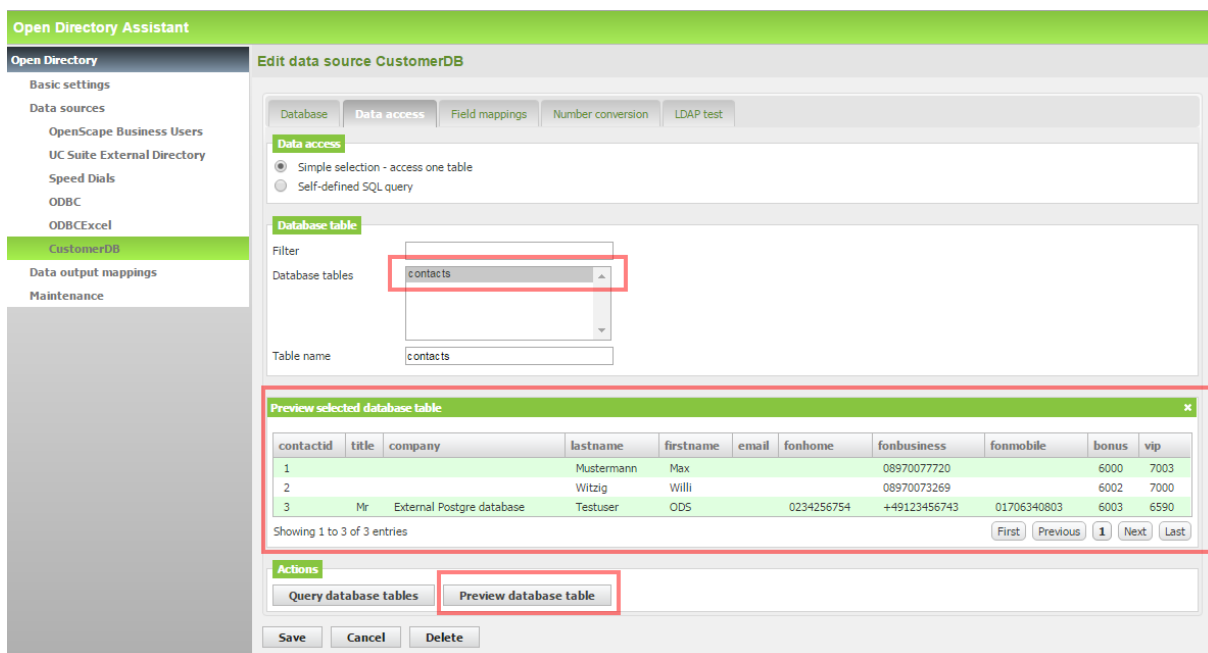 Open Directory Assistant
Open Directory
Basic settings
Data sources
OpenScape Business Users
UC Suite External Directory
Speed Dials
ODBC
ODBCExcel
CustomerDB
Data output mappings
Maintenance
Edit data source CustomerDB
Database Data access Field mappings Number conversion LDAP test
Data access
Simple selection - access one table
Self-defined SQL query
Database table
Filter
Database tables contacts
Table name contacts
Preview selected database table x
contactid title company lastname firstname email fonhome fonbusiness fonmobile bonus vip
1 Mustermann Max 08970077720 6000 7003
2 Witzig Willi 08970073269 6002 7000
3 Mr External Postgre database Testuser ODS 0234256754 +49123456743 01706340803 6003 6590
Showing 1 to 3 of 3 entries First Previous 1 Next Last
Actions
Query database tables Preview database table
Save Cancel Delete